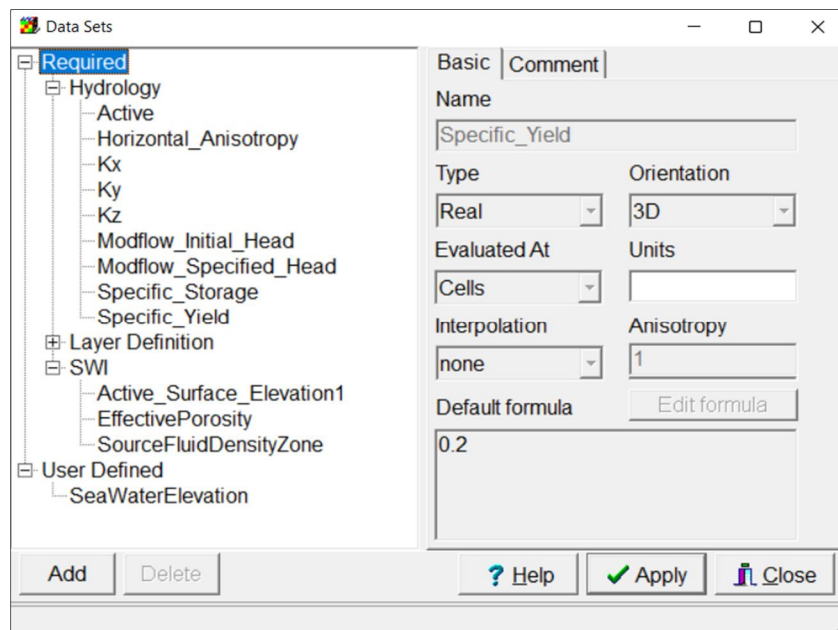 Data Sets
Required
Hydrology
Active
Horizontal_Anisotropy
Kx
Ky
Kz
Modflow_Initial_Head
Modflow_Specified_Head
Specific_Storage
Specific_Yield
Layer Definition
SWI
Active_Surface_Elevation1
EffectivePorosity
SourceFluidDensityZone
User Defined
SeaWaterElevation
Basic
Comment
Name
Specific_Yield
Type
Orientation
Real
3D
Evaluated At
Units
Cells
Interpolation
Anisotropy
none
1
Default formula
Edit formula
0.2
Add
Delete
? Help
Apply
Close